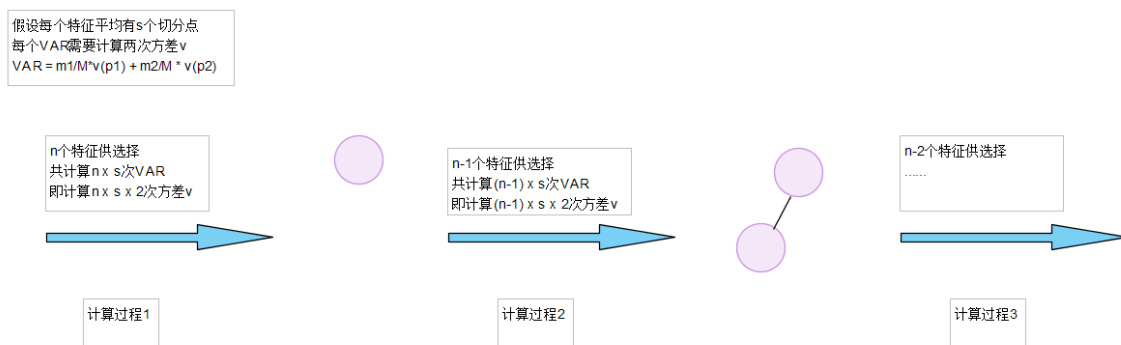 假设每个特征平均有s个切分点
每个VAR需要计算两次方差v
VAR = m1/M*v(p1) + m2/M * v(p2)
n个特征供选择
共计算n x s次VAR
即计算n x s x 2次方差v
n-1个特征供选择
共计算(n-1) x s次VAR
即计算(n-1) x s x 2次方差v
n-2个特征供选择
......
计算过程1
计算过程2
计算过程3